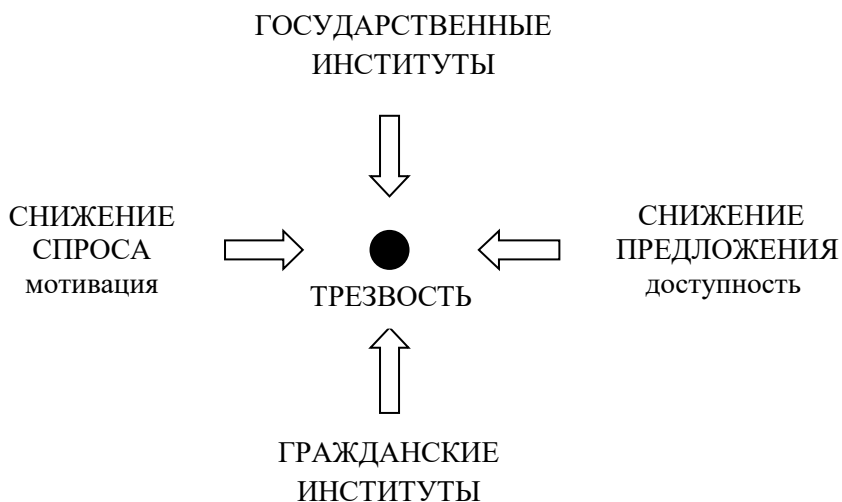 ГОСУДАРСТВЕННЫЕ
ИНСТИТУТЫ
СНИЖЕНИЕ
СПРОСА
мотивация
СНИЖЕНИЕ
ПРЕДЛОЖЕНИЯ
доступность
ТРЕЗВОСТЬ
ГРАЖДАНСКИЕ
ИНСТИТУТЫ